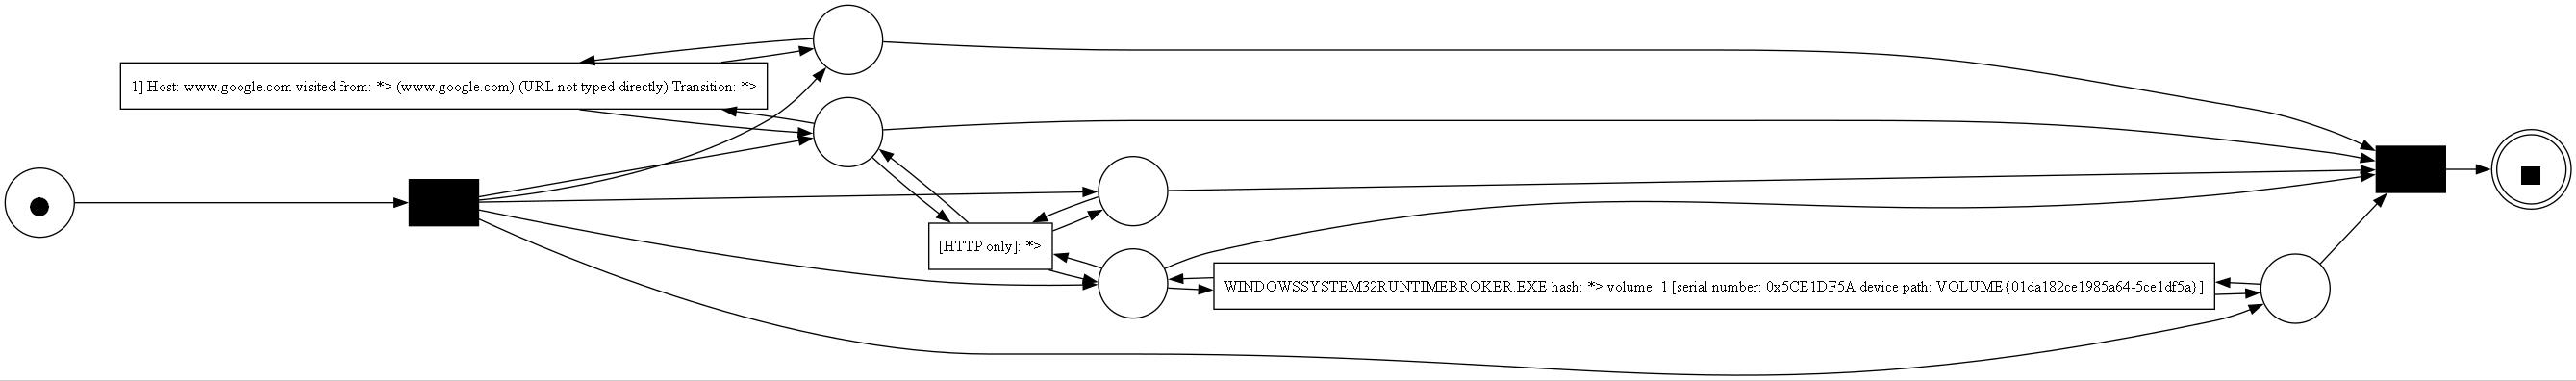 1] Host: www.google.com visited from: *> (www.google.com) (URL not typed directly) Transition: *>
[HTTP only]: *>
WINDOWSSYSTEM32RUNTIMEBROKER.EXE hash: *> volume: 1 [serial number: 0x5CE1DF5A device path: VOLUME{01da182ce1985a64-5ce1df5a}]